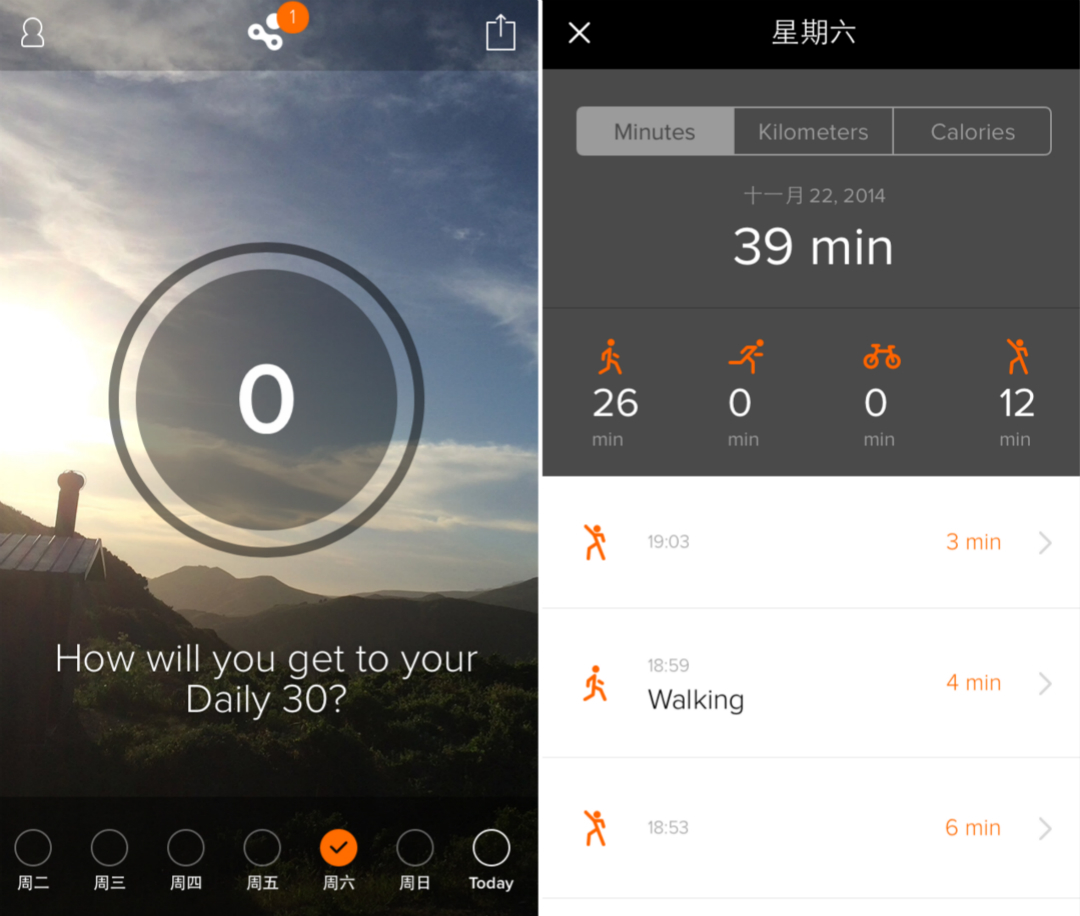 1
0
How will you get to your
Daily 30?
周二 周三 周四 周五 周六 周日 Today
星期六
Minutes Kilometers Calories
十一月 22, 2014
39 min
26 0 0 12
min min min min
19:03 3 min
18:59
Walking 4 min
18:53 6 min